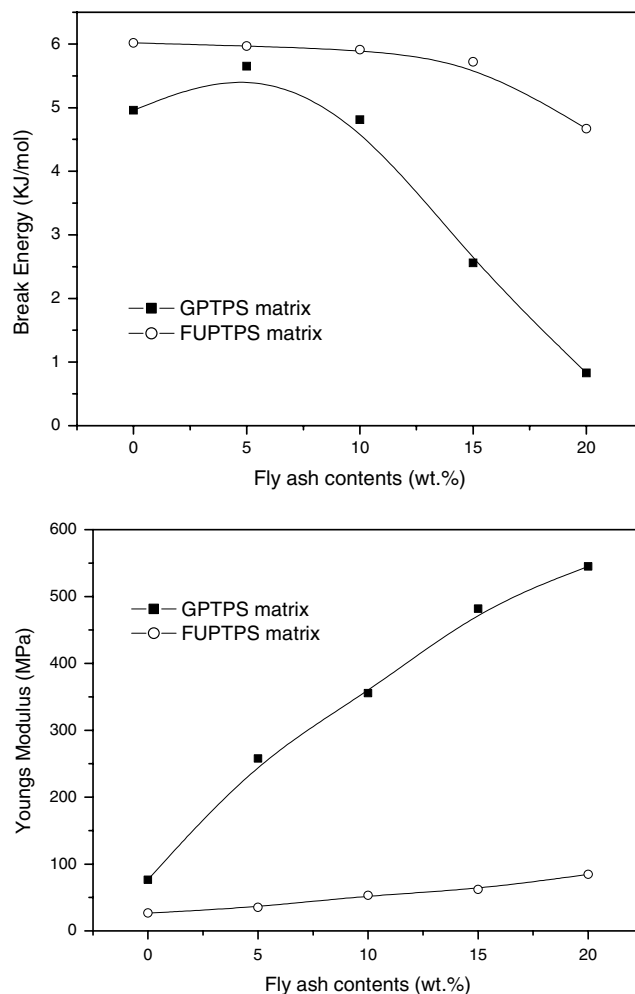 6
5
4
3
2
1
0
Break Energy (KJ/mol)
GPTPS matrix
FUPTPS matrix
0 5 10 15 20
Fly ash contents (wt.%)
600
500
400
300
200
100
0
Youngs Modulus (MPa)
GPTPS matrix
FUPTPS matrix
0 5 10 15 20
Fly ash contents (wt.%)